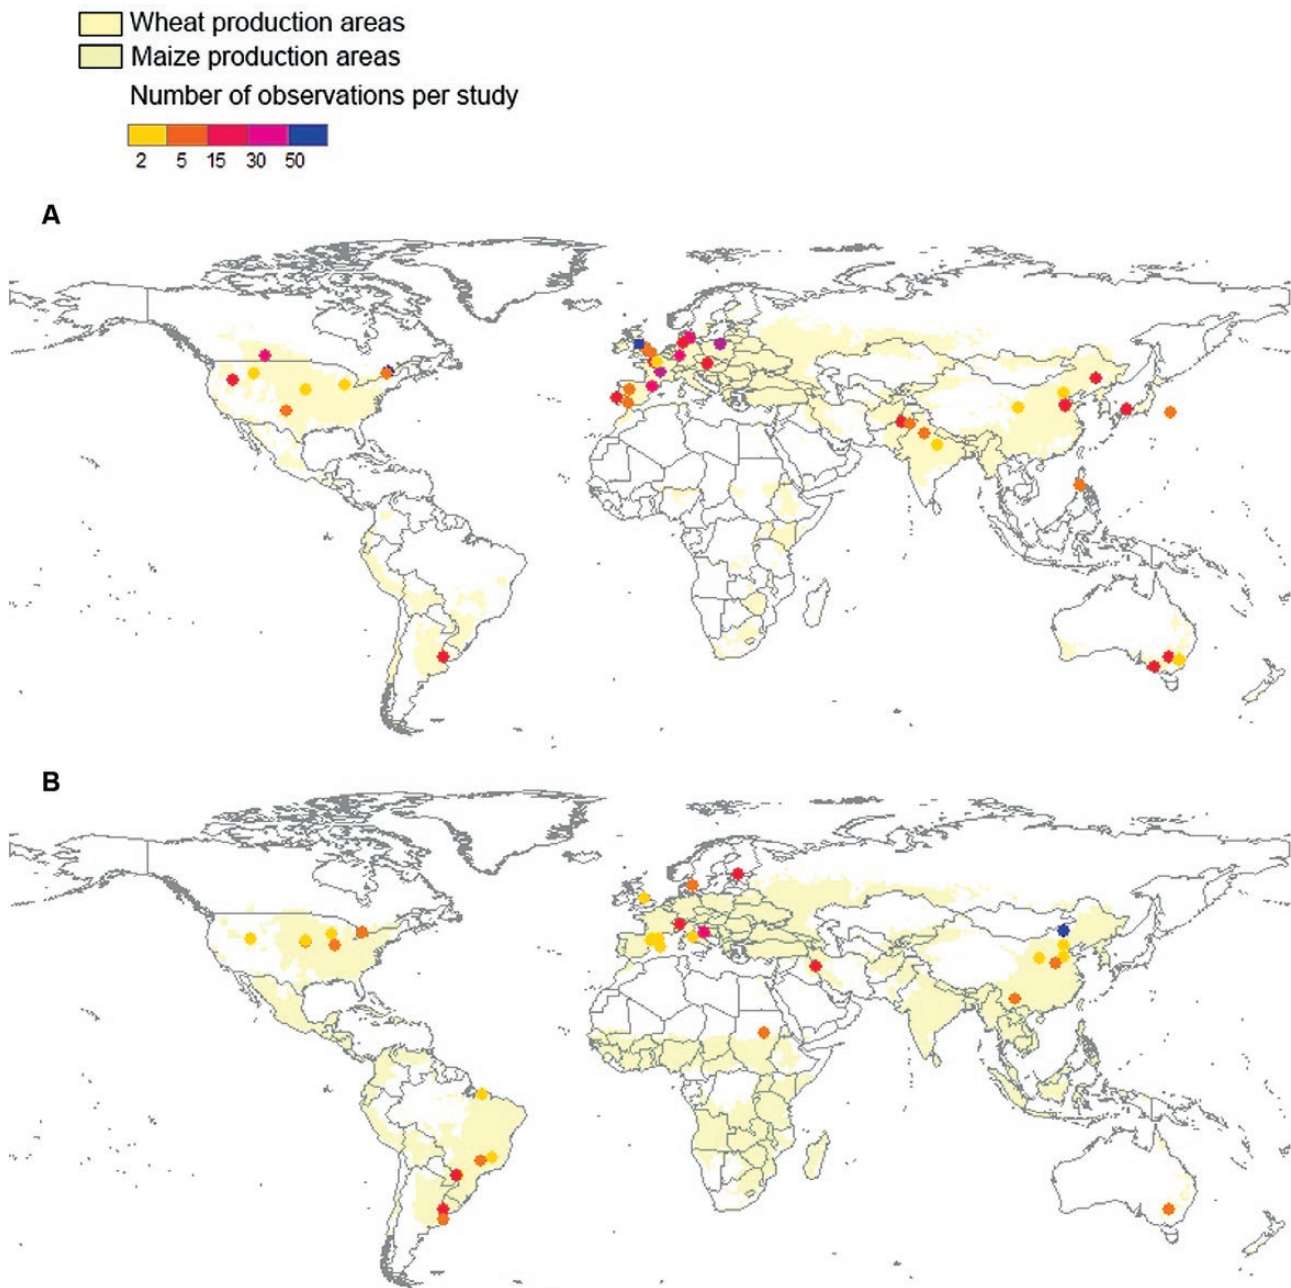 Wheat production areas
Maize production areas
Number of observations per study
2 5 15 30 50
A
B